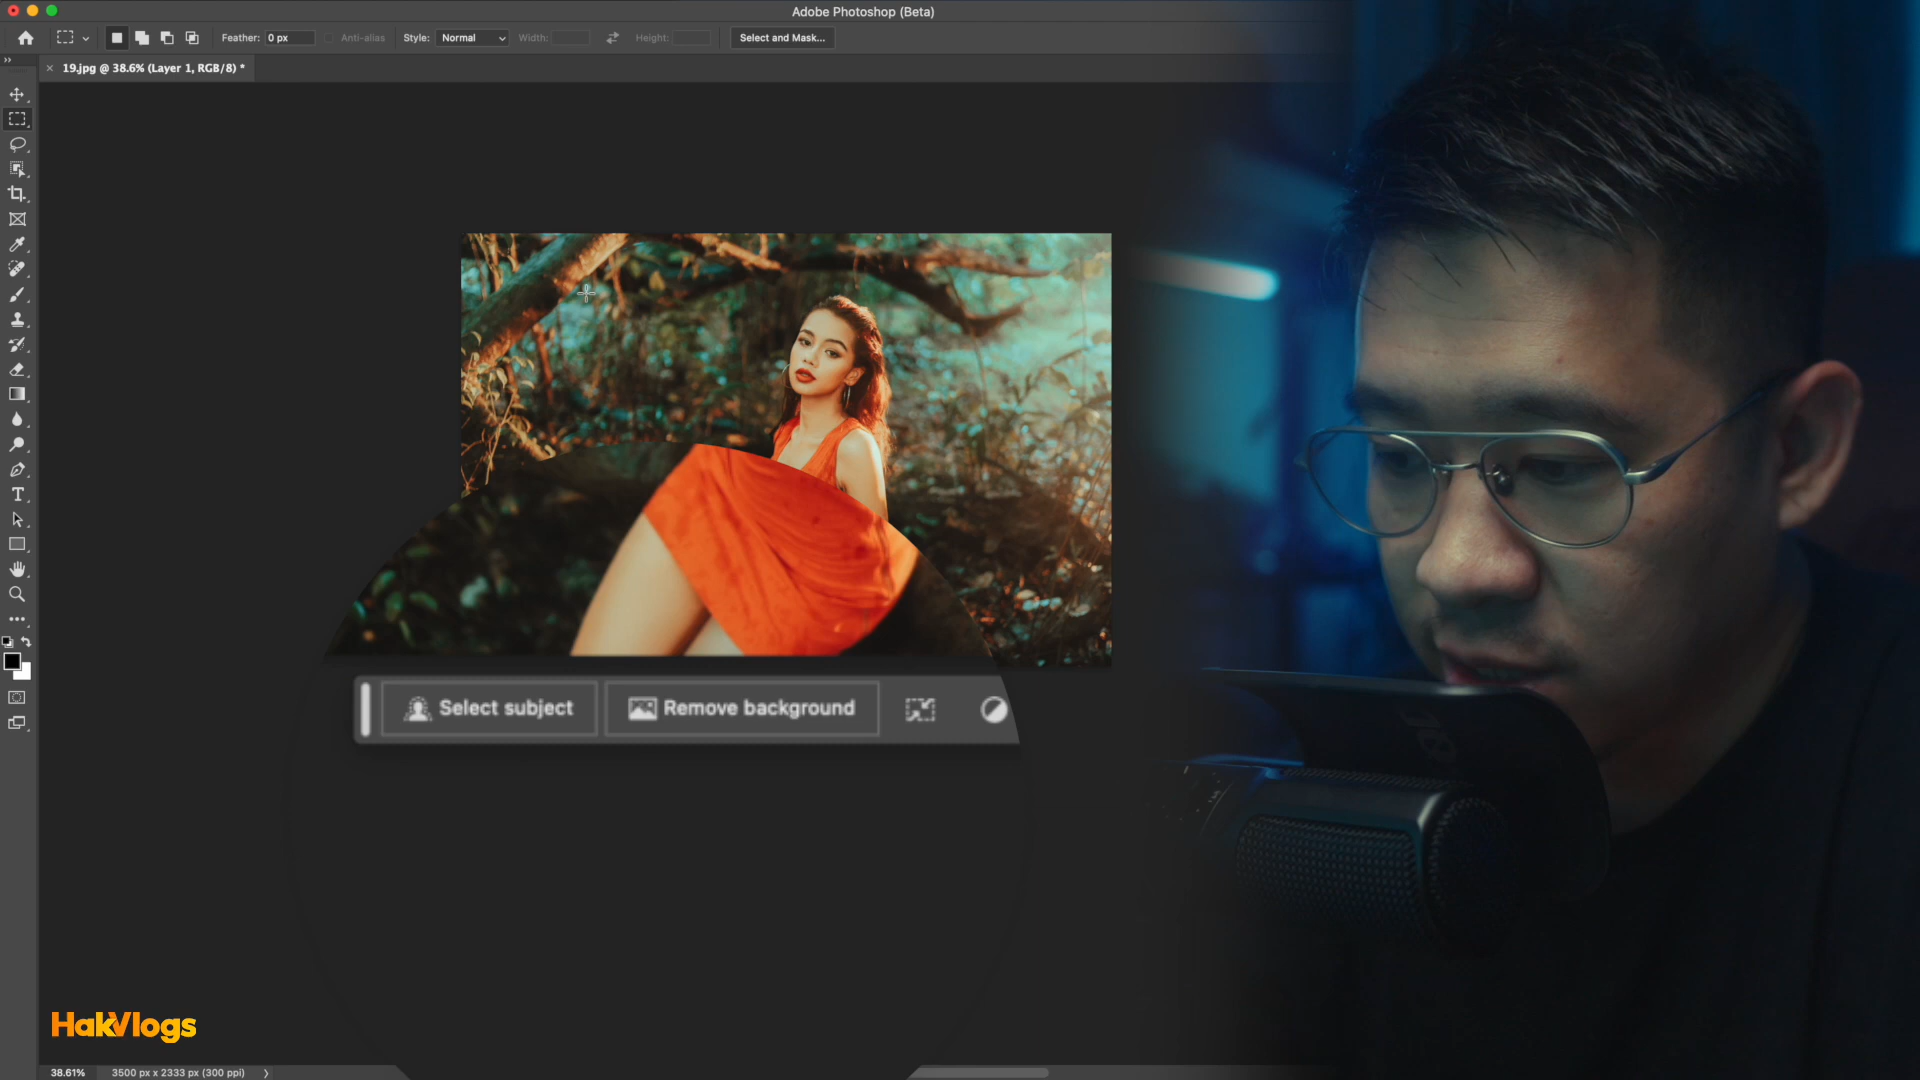 Adobe Photoshop (Beta)
Feather: 0 px Anti-alias Style: Normal Width: Height: Select and Mask...
19.jpg @ 38.6% (Layer 1, RGB/8) *
Select subject Remove background
HakVlogs
38.61% 3500 px x 2333 px (300 ppi)